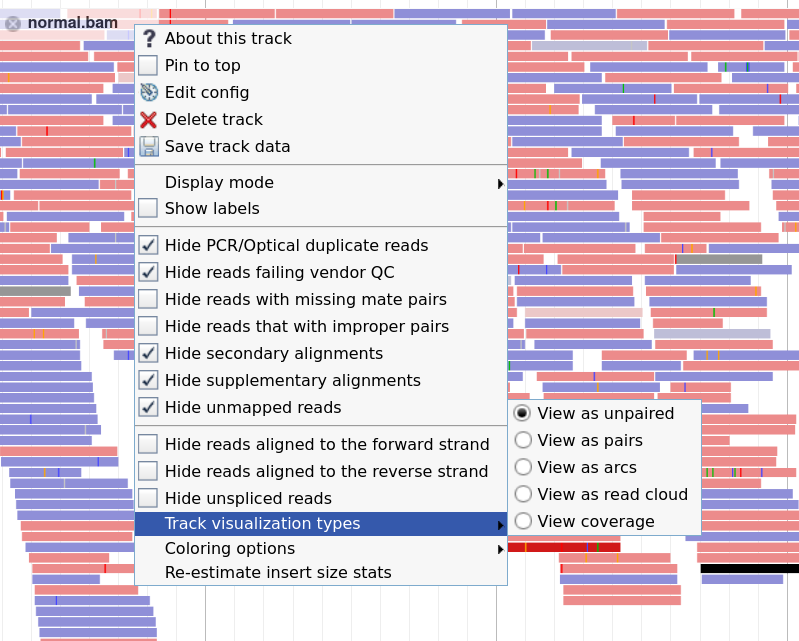 normal.bam
About this track
Pin to top
Edit config
Delete track
Save track data
Display mode
Show labels
Hide PCR/Optical duplicate reads
Hide reads failing vendor QC
Hide reads with missing mate pairs
Hide reads that with improper pairs
Hide secondary alignments
Hide supplementary alignments
Hide unmapped reads
Hide reads aligned to the forward strand
Hide reads aligned to the reverse strand
Hide unspliced reads
Track visualization types
Coloring options
Re-estimate insert size stats
View as unpaired
View as pairs
View as arcs
View as read cloud
View coverage